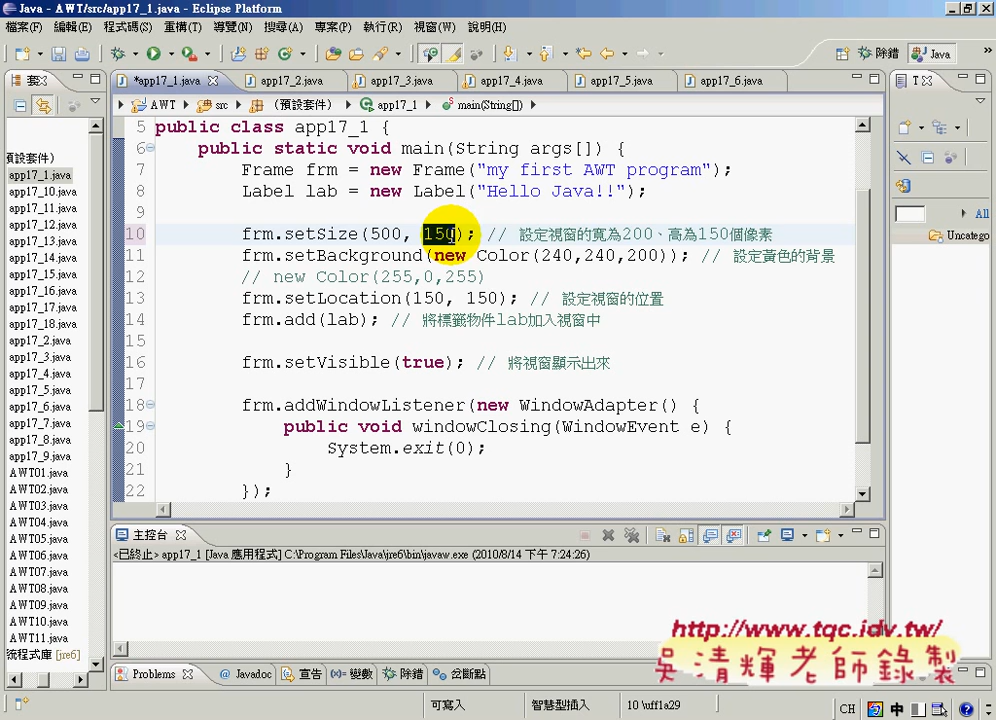 Java - AWT/src/app17_1.java - Eclipse Platform
檔案(F) 編輯(E) 程式碼(S) 重構(T) 導覽(N) 搜尋(A) 專案(P) 執行(R) 視窗(W) 說明(H)
除錯 Java
*app17_1.java app17_2.java app17_3.java app17_4.java app17_5.java app17_6.java
AWT src (預設套件) app17_1 main(String[])
5 public class app17_1 {
6 public static void main(String args[]) {
7 Frame frm = new Frame("my first AWT program");
8 Label lab = new Label("Hello Java!!");
9
10 frm.setSize(500, 150); // 設定視窗的寬為200、高為150個像素
11 frm.setBackground(new Color(240,240,200)); // 設定黃色的背景
// new Color(255,0,255)
13 frm.setLocation(150, 150); // 設定視窗的位置
14 frm.add(lab); // 將標籤物件lab加入視窗中
15
16 frm.setVisible(true); // 將視窗顯示出來
17
18 frm.addWindowListener(new WindowAdapter() {
19 public void windowClosing(WindowEvent e) {
20 System.exit(0);
21 }
22 });
預設套件)
app17_1.java
app17_10.java
app17_11.java
app17_12.java
app17_13.java
app17_14.java
app17_15.java
app17_16.java
app17_17.java
app17_18.java
app17_2.java
app17_3.java
app17_4.java
app17_5.java
app17_6.java
app17_7.java
app17_8.java
app17_9.java
AWT01.java
AWT02.java
AWT03.java
AWT04.java
AWT05.java
AWT06.java
AWT07.java
AWT08.java
AWT09.java
AWT10.java
AWT11.java
流程式庫 [jre6]
All
Uncatego
主控台
<已終止> app17_1 [Java 應用程式] C:\Program Files\Java\jre6\bin\javaw.exe (2010/8/14 下午 7:24:26)
http://www.tqc.idv.tw/
吳清輝老師錄製
Problems Javadoc 宣告 變數 除錯 岔斷點
可寫入 智慧型插入 10 \uff1a29
CH 中